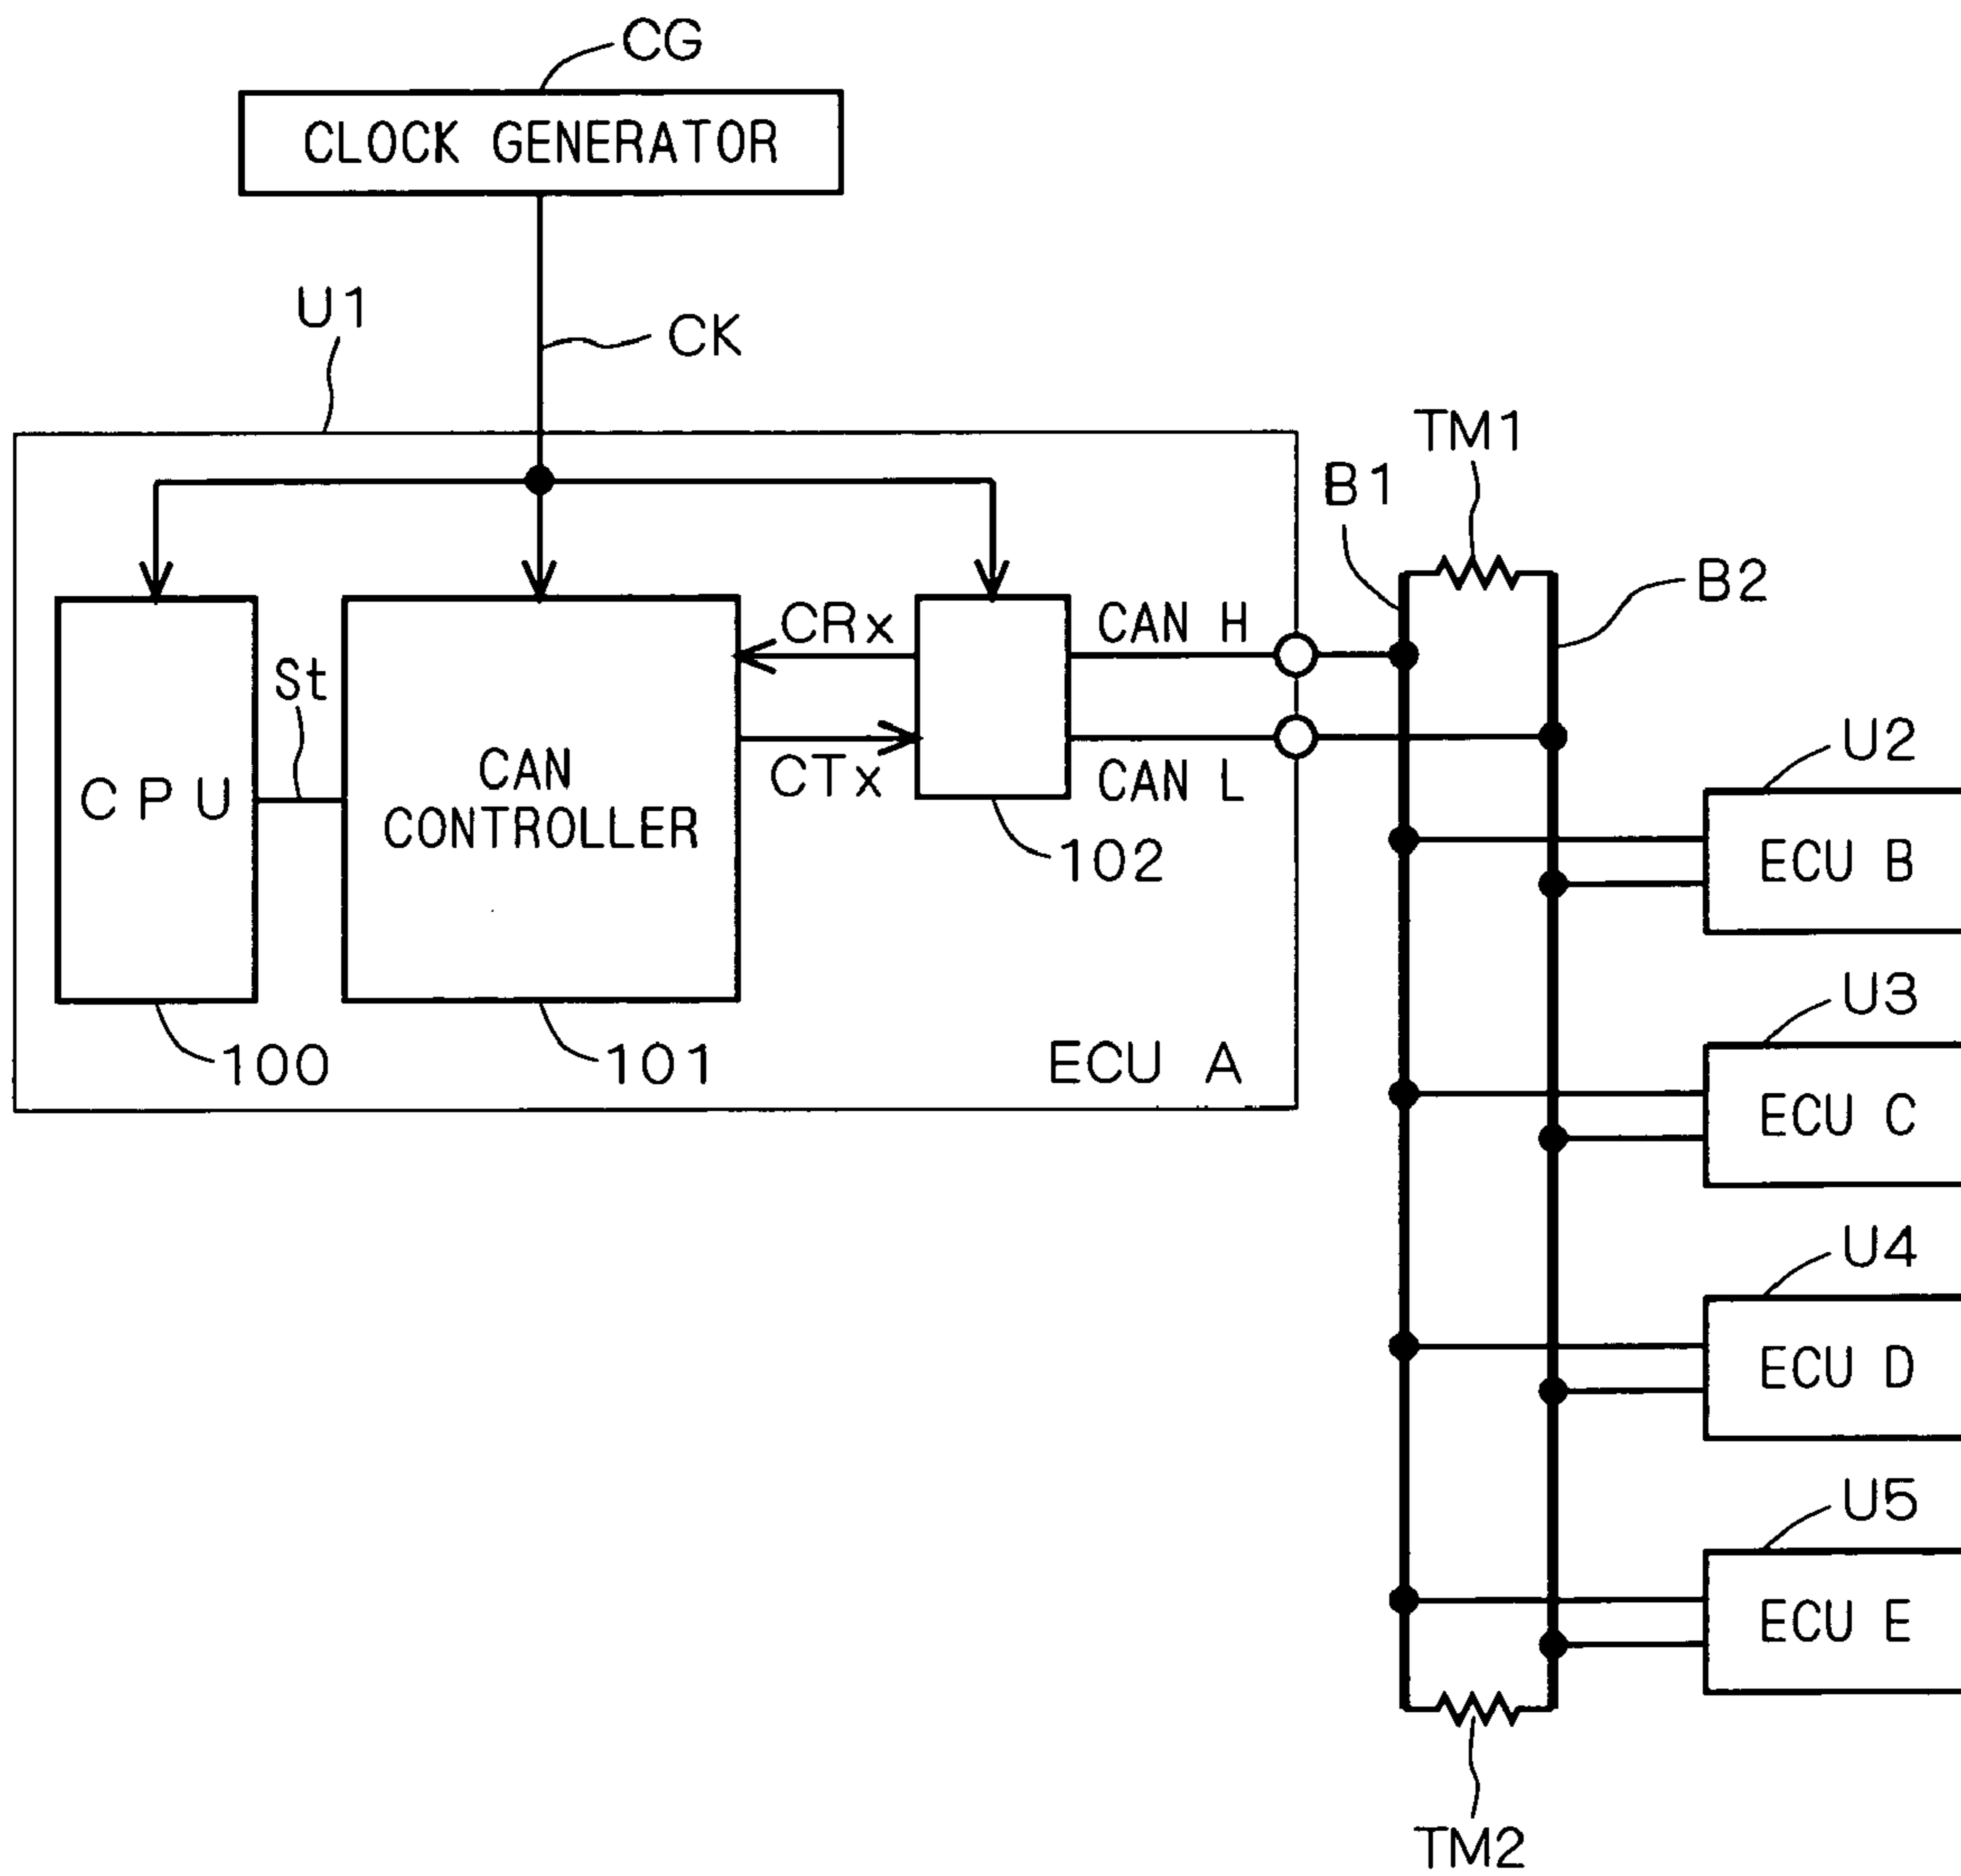 CG
CLOCK GENERATOR
U1
CK
TM1
B1
B2
CRx
CAN H
St
U2
CAN
CONTROLLER
CTx
CAN L
CPU
102
ECU B
U3
100
101
ECU A
ECU C
U4
ECU D
U5
ECU E
TM2